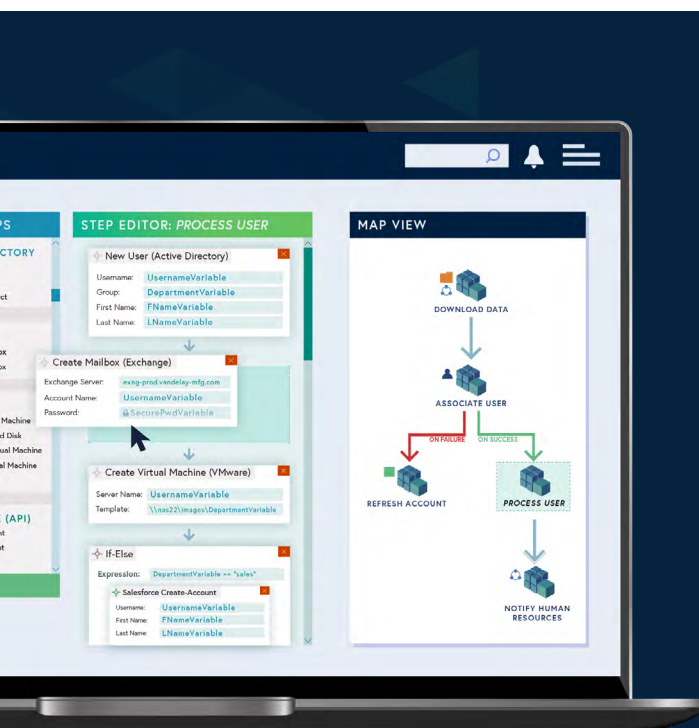 PS
CTORY
ct
ox
ox
Machine
d Disk
ual Machine
al Machine
(API)
nt
nt
STEP EDITOR: PROCESS USER
New User (Active Directory)
Username: UsernameVariable
Group: DepartmentVariable
First Name: FNameVariable
Last Name: LNameVariable
Create Mailbox (Exchange)
Exchange Server: exng-prod.vandelay-mfg.com
Account Name: UsernameVariable
Password: SecurePwdVariable
Create Virtual Machine (VMware)
Server Name: UsernameVariable
Template: \\nas22\images\DepartmentVariable
If-Else
Expression: DepartmentVariable == "sales"
Salesforce Create-Account
Username: UsernameVariable
First Name: FNameVariable
Last Name: LNameVariable
MAP VIEW
DOWNLOAD DATA
ASSOCIATE USER
ON FAILURE ON SUCCESS
REFRESH ACCOUNT
PROCESS USER
NOTIFY HUMAN
RESOURCES